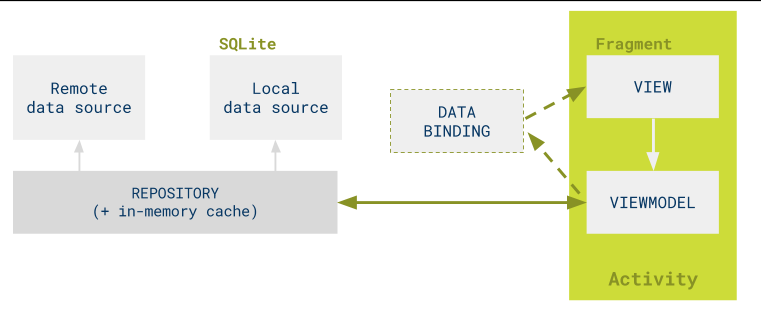 SQLite
Fragment
Remote
data source
Local
data source
DATA
BINDING
VIEW
REPOSITORY
(+ in-memory cache)
VIEWMODEL
Activity